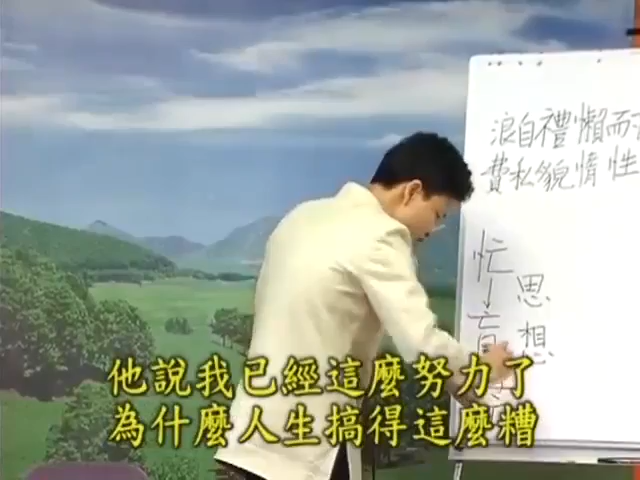 浪自禮懶而
費私貌惰性
忙
↓
盲
思想
他說我已經這麼努力了
為什麼人生搞得這麼糟